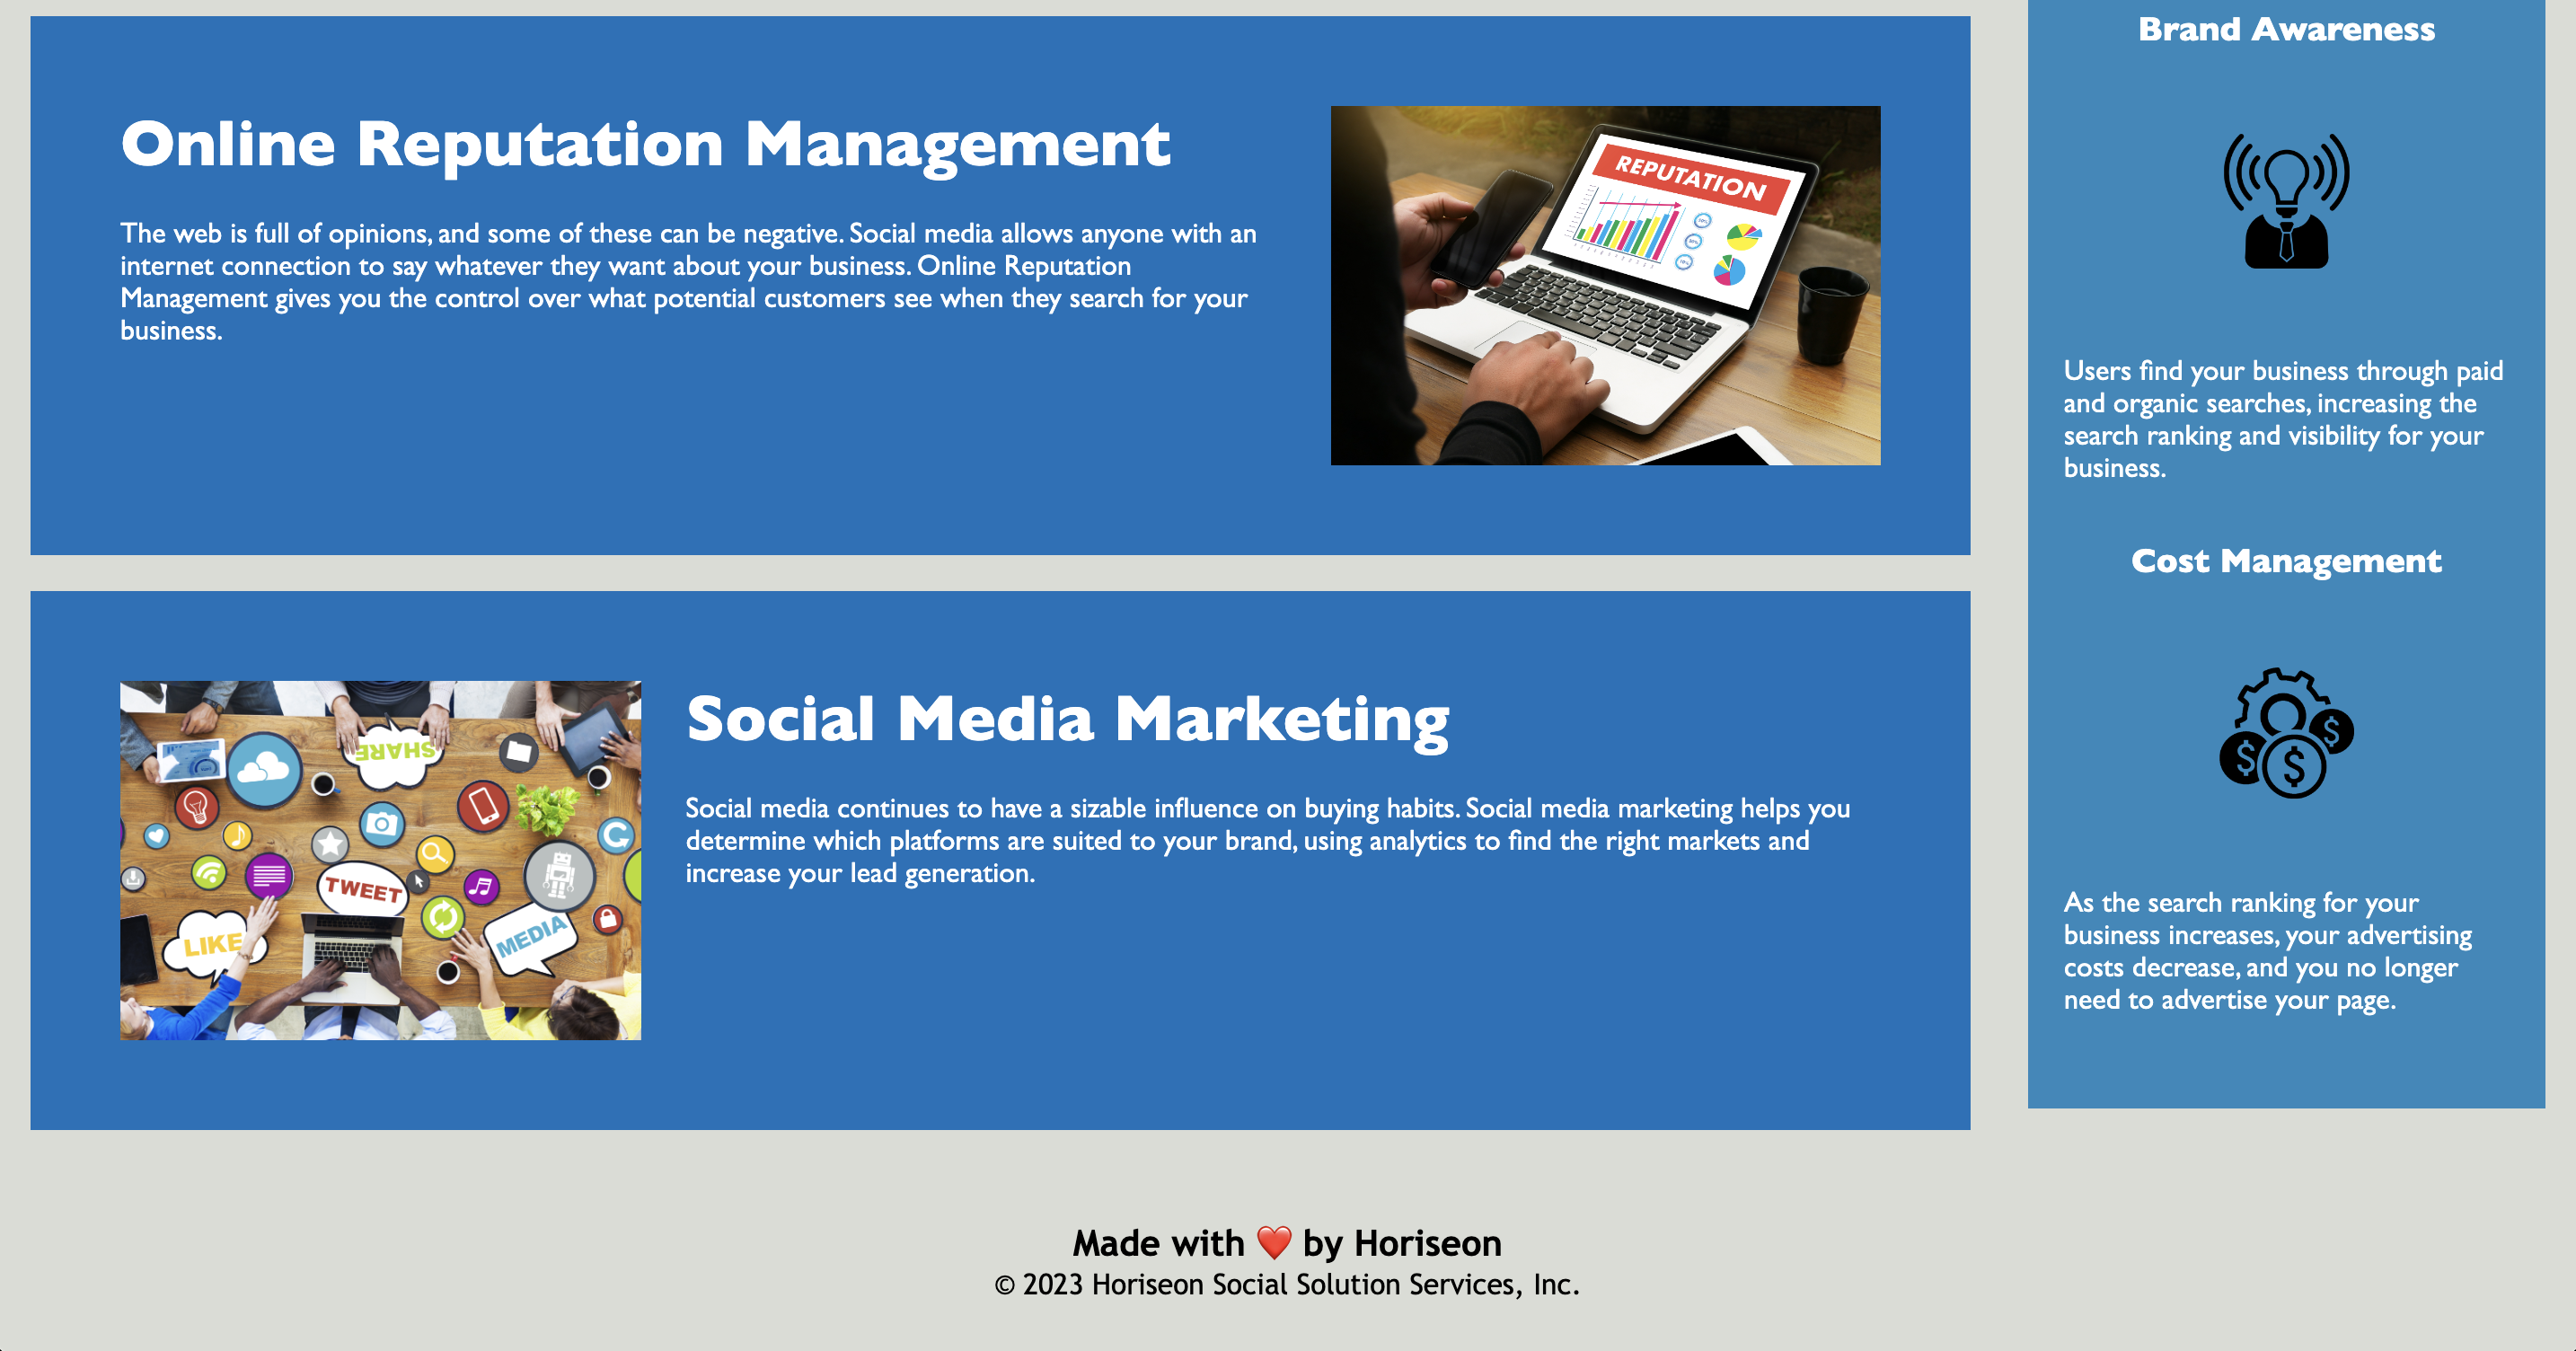 Online Reputation Management
The web is full of opinions, and some of these can be negative. Social media allows anyone with an
internet connection to say whatever they want about your business. Online Reputation
Management gives you the control over what potential customers see when they search for your
business.
REPUTATION
SHARE
TWEET
LIKE
MEDIA
Social Media Marketing
Social media continues to have a sizable influence on buying habits. Social media marketing helps you
determine which platforms are suited to your brand, using analytics to find the right markets and
increase your lead generation.
Brand Awareness
Users find your business through paid
and organic searches, increasing the
search ranking and visibility for your
business.
Cost Management
$
$
$
As the search ranking for your
business increases, your advertising
costs decrease, and you no longer
need to advertise your page.
Made with ❤️ by Horiseon
© 2023 Horiseon Social Solution Services, Inc.